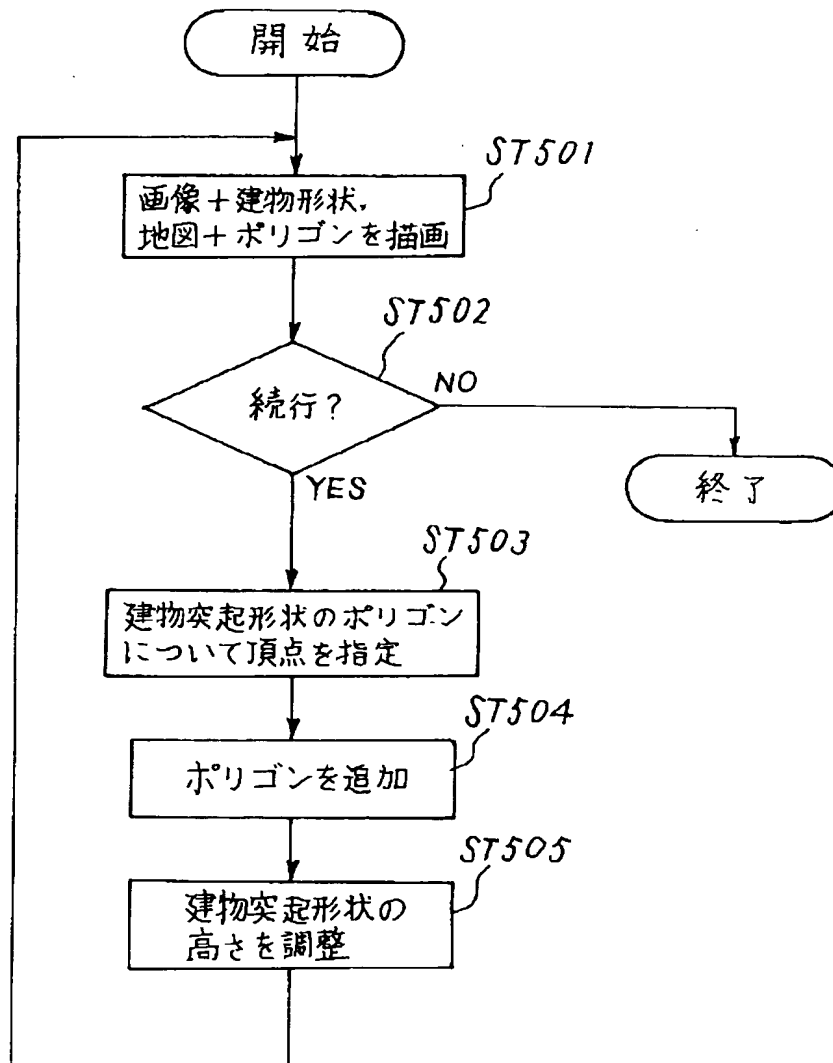 開始
ST501
画像+建物形状,
地図+ポリゴンを描画
ST502
続行?
NO
YES
終了
ST503
建物突起形状のポリゴン
について頂点を指定
ST504
ポリゴンを追加
ST505
建物突起形状の
高さを調整